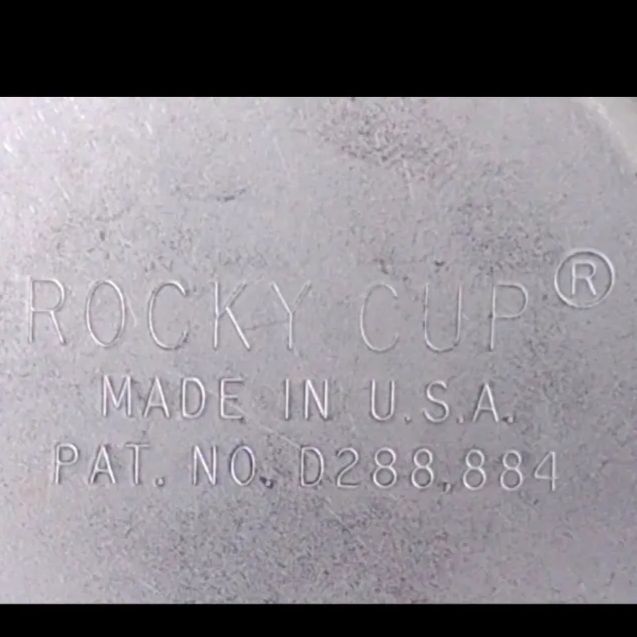 ROCKY CUP®
MADE IN U.S.A.
PAT. NO. D288,884